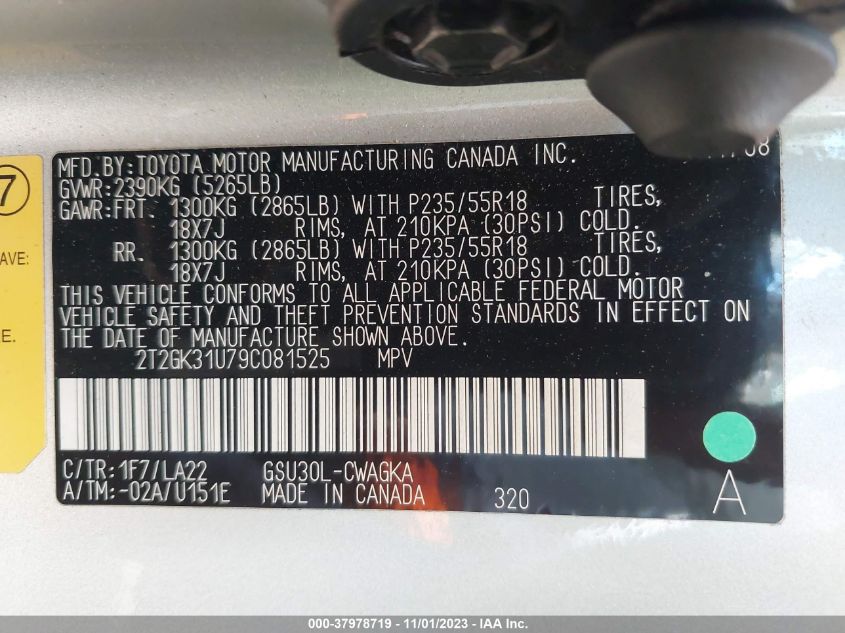 MFD.BY:TOYOTA MOTOR MANUFACTURING CANADA INC.
GVWR:2390KG (5265LB)
GAWR:FRT. 1300KG (2865LB) WITH P235/55R18 TIRES,
18X7J RIMS, AT 210KPA (30PSI) COLD.
RR. 1300KG (2865LB) WITH P235/55R18 TIRES,
18X7J RIMS, AT 210KPA (30PSI) COLD.
THIS VEHICLE CONFORMS TO ALL APPLICABLE FEDERAL MOTOR
VEHICLE SAFETY AND THEFT PREVENTION STANDARDS IN EFFECT ON
THE DATE OF MANUFACTURE SHOWN ABOVE.
2T2GK31U79C081525 MPV
C/TR:1F7/LA22 GSU30L-CWAGKA
A/TM:-02A/U151E MADE IN CANADA 320
A
7
AVE:
E.
000-37978719 - 11/01/2023 - IAA Inc.